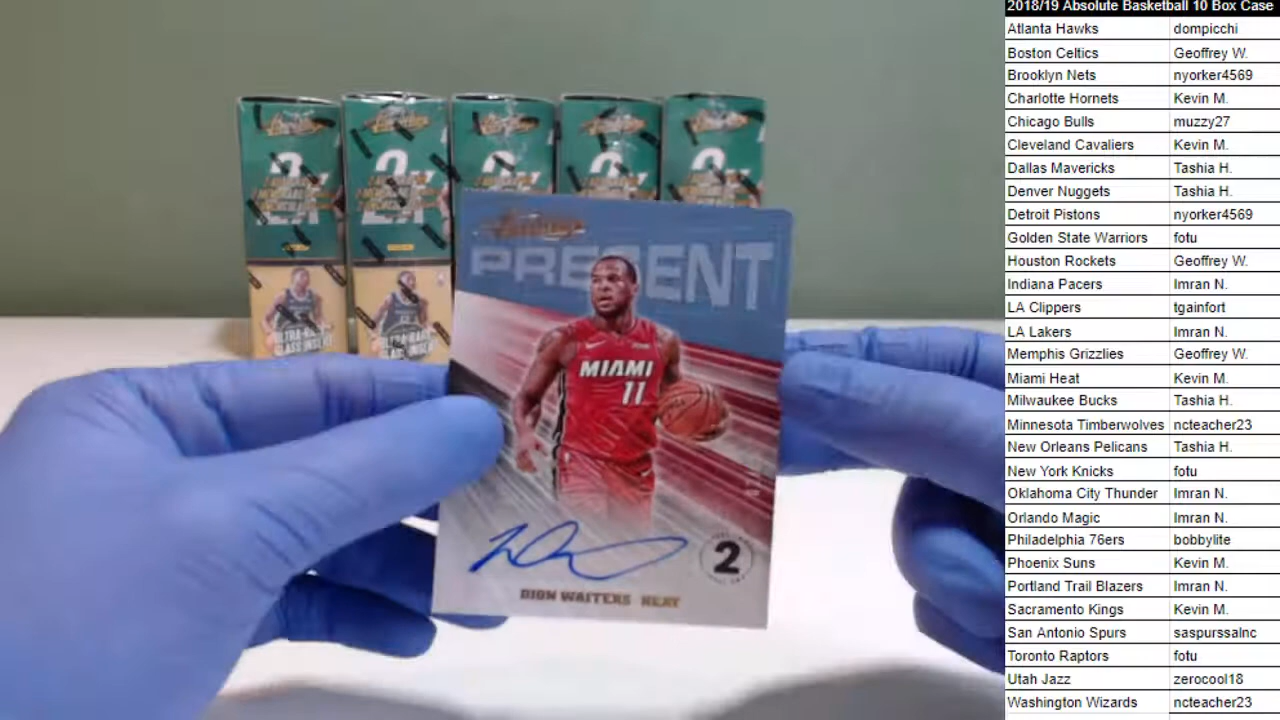 2018/19 Absolute Basketball 10 Box Case
Atlanta Hawks dompicchi
Boston Celtics Geoffrey W.
Brooklyn Nets nyorker4569
Charlotte Hornets Kevin M.
Chicago Bulls muzzy27
Cleveland Cavaliers Kevin M.
Dallas Mavericks Tashia H.
Denver Nuggets Tashia H.
Detroit Pistons nyorker4569
Golden State Warriors fotu
Houston Rockets Geoffrey W.
Indiana Pacers Imran N.
LA Clippers tgainfort
LA Lakers Imran N.
Memphis Grizzlies Geoffrey W.
Miami Heat Kevin M.
Milwaukee Bucks Tashia H.
Minnesota Timberwolves ncteacher23
New Orleans Pelicans Tashia H.
New York Knicks fotu
Oklahoma City Thunder Imran N.
Orlando Magic Imran N.
Philadelphia 76ers bobbylite
Phoenix Suns Kevin M.
Portland Trail Blazers Imran N.
Sacramento Kings Kevin M.
San Antonio Spurs saspurssalnc
Toronto Raptors fotu
Utah Jazz zerocool18
Washington Wizards ncteacher23
PRESENT
MIAMI
11
2
DION WAITERS HEAT